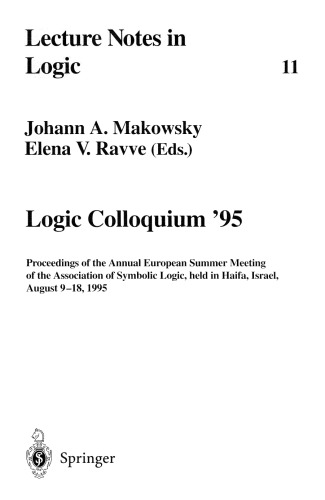 Lecture Notes in
Logic 11
Johann A. Makowsky
Elena V. Ravve (Eds.)
Logic Colloquium ’95
Proceedings of the Annual European Summer Meeting
of the Association of Symbolic Logic, held in Haifa, Israel,
August 9–18, 1995
Springer